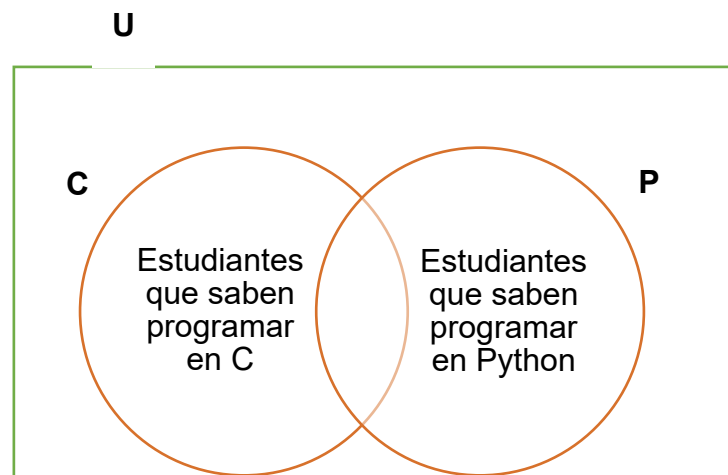 U
C
P
Estudiantes
que saben
programar
en C
Estudiantes
que saben
programar
en Python